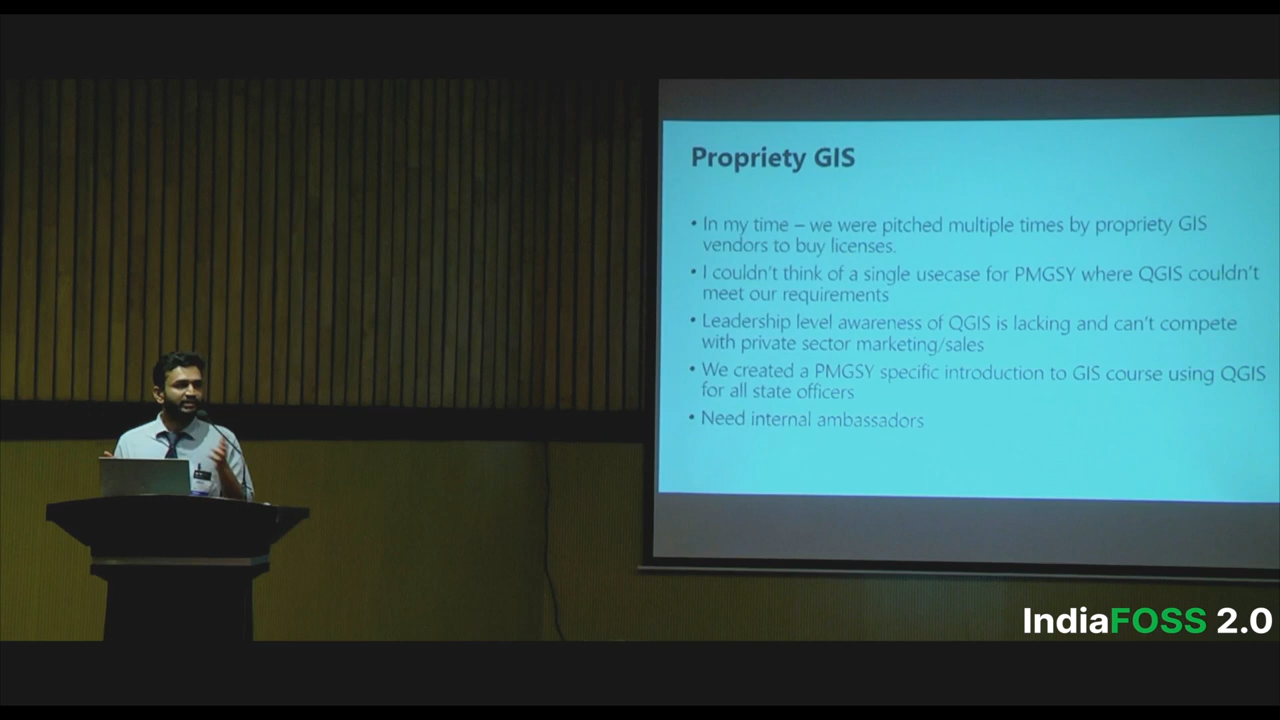 Propriety GIS
• In my time – we were pitched multiple times by propriety GIS
vendors to buy licenses.
• I couldn't think of a single usecase for PMGSY where QGIS couldn't
meet our requirements
• Leadership level awareness of QGIS is lacking and can't compete
with private sector marketing/sales
• We created a PMGSY specific introduction to GIS course using QGIS
for all state officers
• Need internal ambassadors
IndiaFOSS 2.0